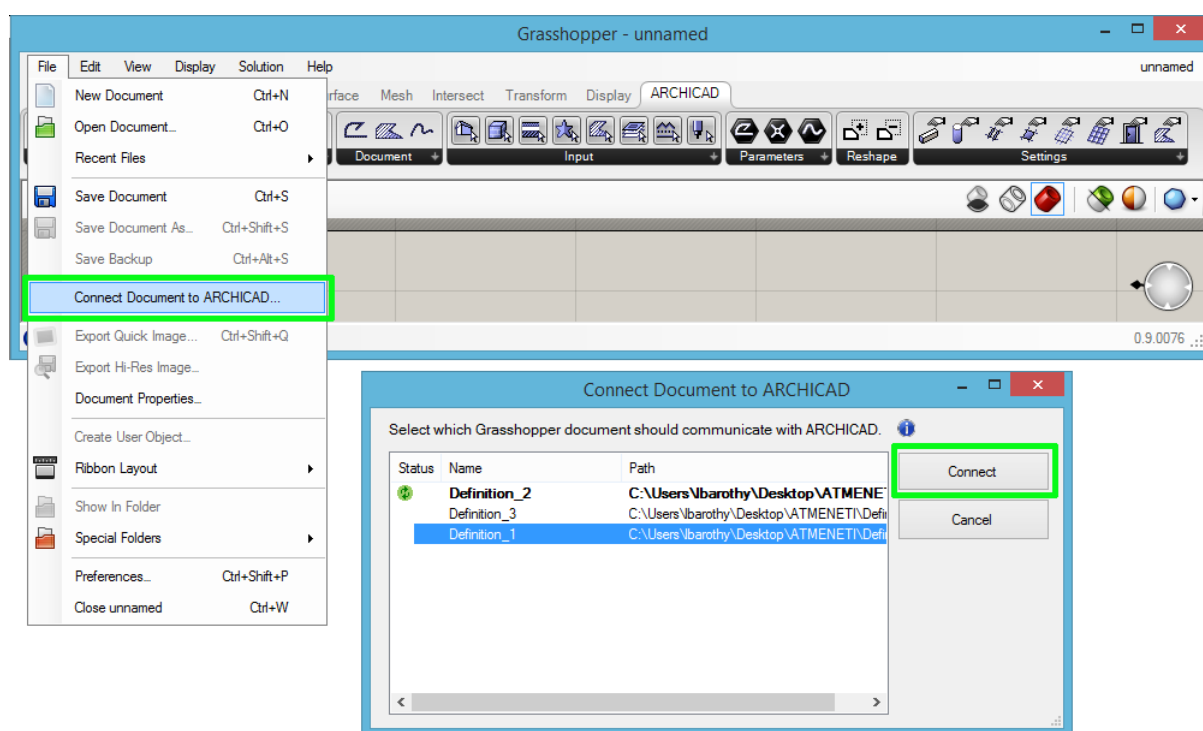 Grasshopper - unnamed
File Edit View Display Solution Help unnamed
Mesh Intersect Transform Display ARCHICAD
New Document Ctrl+N
Open Document... Ctrl+O
Recent Files
Document Input Parameters Reshape Settings
Save Document Ctrl+S
Save Document As... Ctrl+Shift+S
Save Backup Ctrl+Alt+S
Connect Document to ARCHICAD...
Export Quick Image... Ctrl+Shift+Q
0.9.0076
Export Hi-Res Image...
Document Properties...
Create User Object...
Ribbon Layout
Show In Folder
Special Folders
Preferences... Ctrl+Shift+P
Close unnamed Ctrl+W
Connect Document to ARCHICAD
Select which Grasshopper document should communicate with ARCHICAD.
Status Name Path
Definition_2 C:\Users\lbarothy\Desktop\ATMENE
Definition_3 C:\Users\lbarothy\Desktop\ATMENETI\Defi
Definition_1 C:\Users\lbarothy\Desktop\ATMENETI\Defi
Connect
Cancel